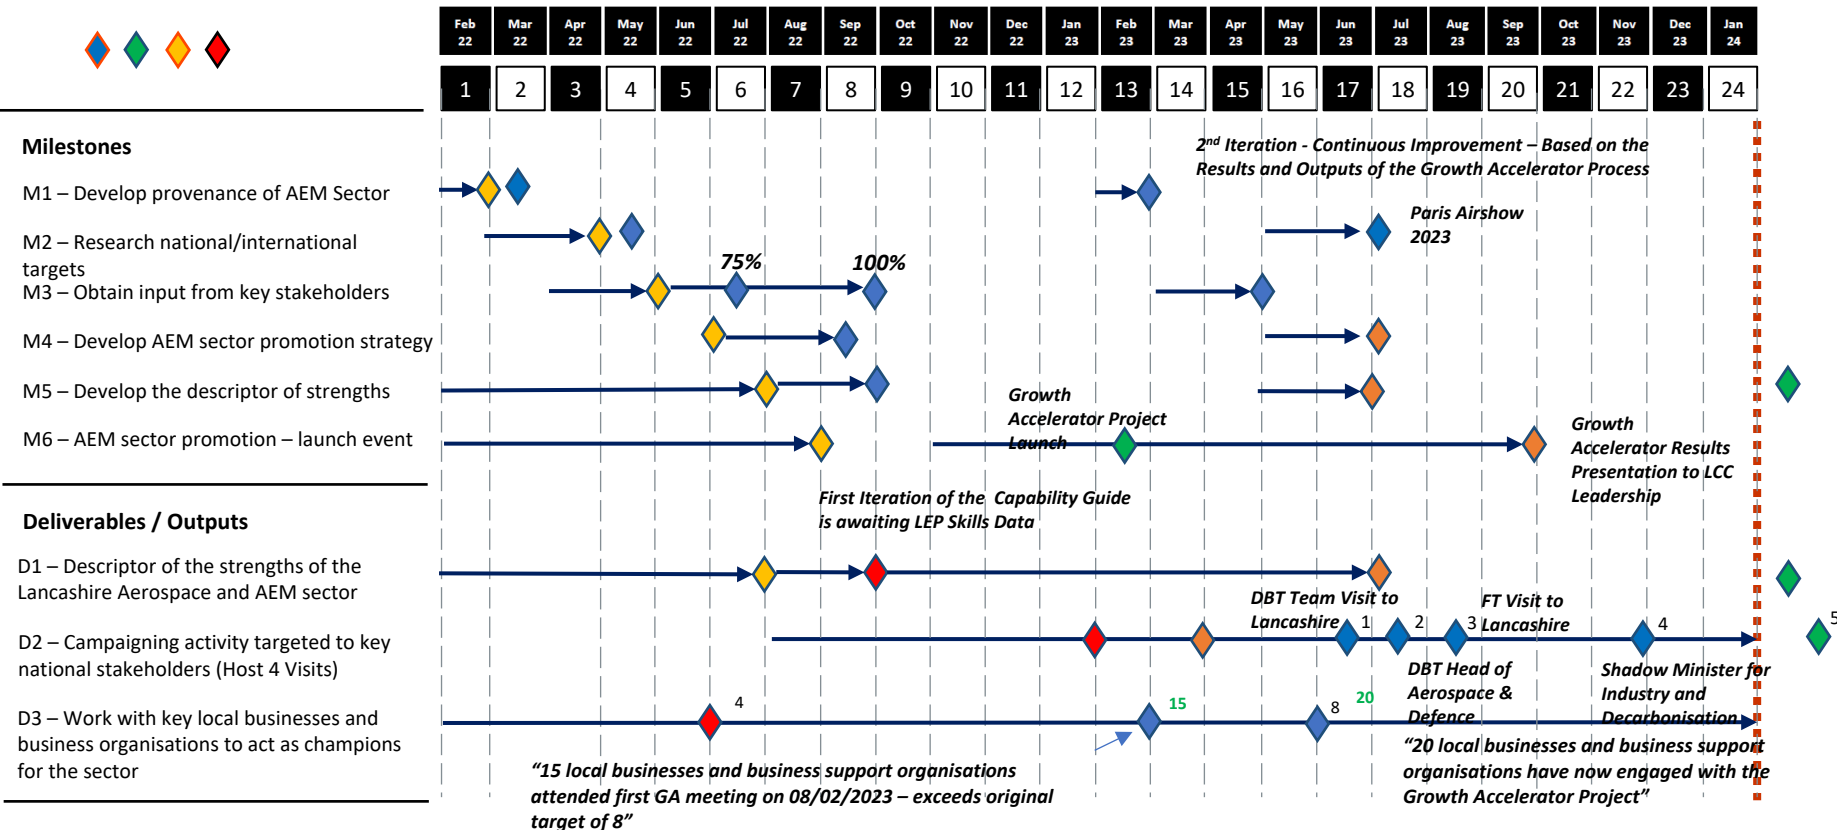 Feb Mar Apr May Jun Jul Aug Sep Oct Nov Dec Jan Feb Mar Apr May Jun Jul Aug Sep Oct Nov Dec Jan
22 22 22 22 22 22 22 22 22 22 22 23 23 23 23 23 23 23 23 23 23 23 23 24
1 2 3 4 5 6 7 8 9 10 11 12 13 14 15 16 17 18 19 20 21 22 23 24
Milestones
2nd Iteration - Continuous Improvement – Based on the
Results and Outputs of the Growth Accelerator Process
M1 – Develop provenance of AEM Sector
M2 – Research national/international
targets
Paris Airshow
2023
M3 – Obtain input from key stakeholders
75%
100%
M4 – Develop AEM sector promotion strategy
M5 – Develop the descriptor of strengths
M6 – AEM sector promotion – launch event
Growth
Accelerator Project
Launch
Growth
Accelerator Results
Presentation to LCC
Leadership
First Iteration of the Capability Guide
is awaiting LEP Skills Data
Deliverables / Outputs
D1 – Descriptor of the strengths of the
Lancashire Aerospace and AEM sector
D2 – Campaigning activity targeted to key
national stakeholders (Host 4 Visits)
DBT Team Visit to
Lancashire
1
2
3
FT Visit to
Lancashire
4
5
DBT Head of
Aerospace &
Defence
Shadow Minister for
Industry and
Decarbonisation
D3 – Work with key local businesses and
business organisations to act as champions
for the sector
4
15
8
20
“15 local businesses and business support organisations
attended first GA meeting on 08/02/2023 – exceeds original
target of 8”
“20 local businesses and business support
organisations have now engaged with the
Growth Accelerator Project”